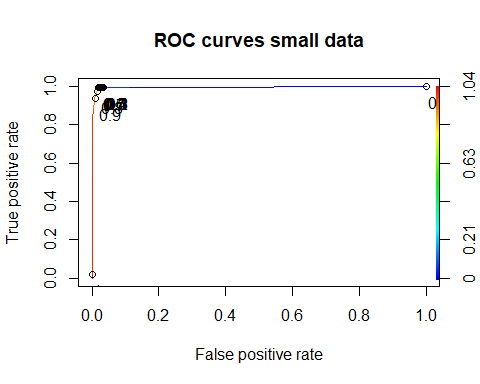 ROC curves small data
True positive rate
0.0 0.2 0.4 0.6 0.8 1.0
0.9
0
0 0.21 0.63 1.04
0.0 0.2 0.4 0.6 0.8 1.0
False positive rate